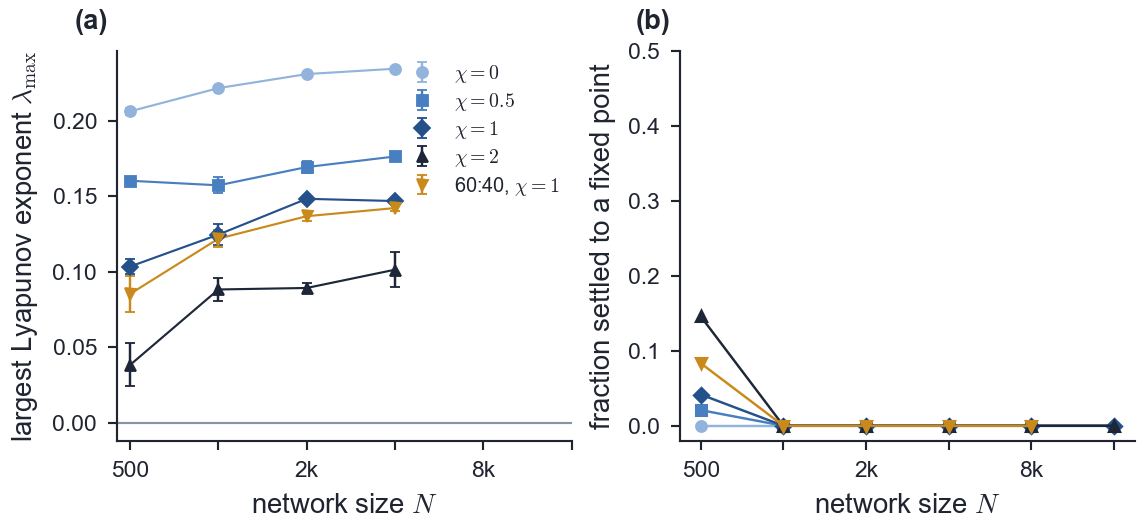 (a)
largest Lyapunov exponent λmax
0.20
0.15
0.10
0.05
0.00
500
2k
8k
network size N
χ = 0
χ = 0.5
χ = 1
χ = 2
60:40, χ = 1
(b)
fraction settled to a fixed point
0.5
0.4
0.3
0.2
0.1
0.0
500
2k
8k
network size N